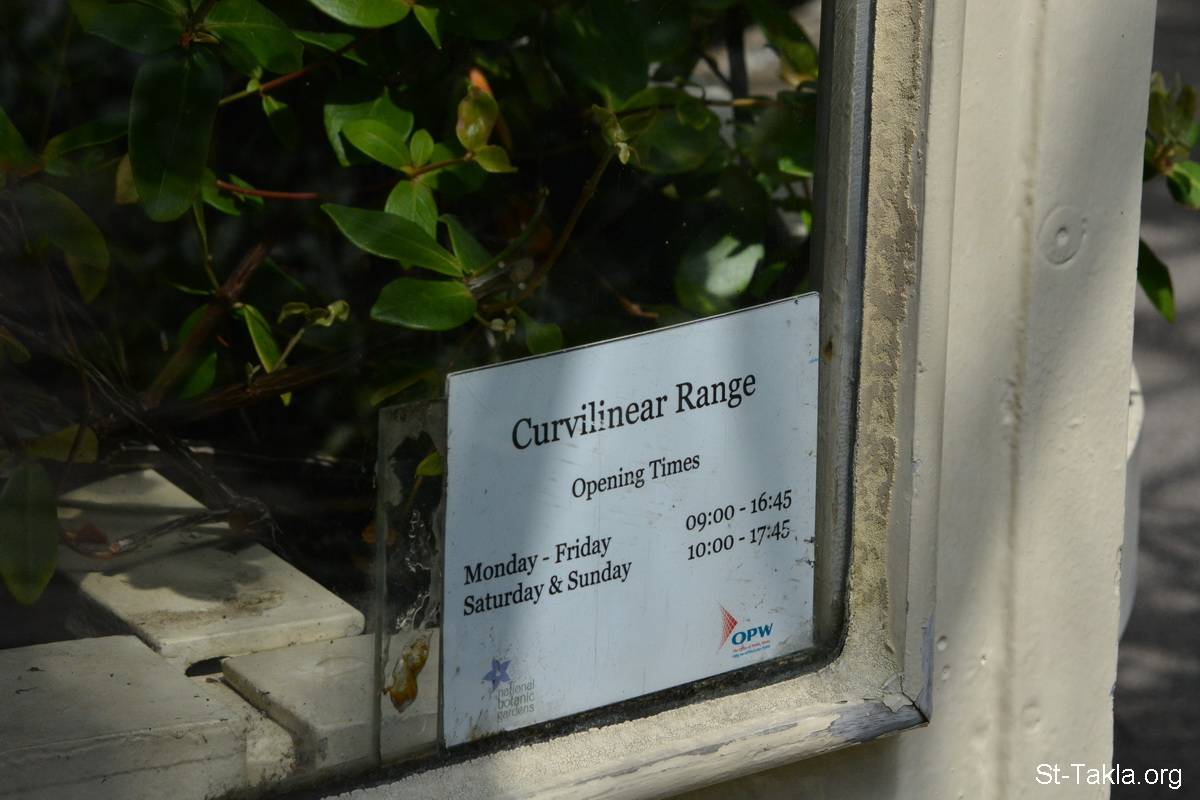 Curvilinear Range
Opening Times
Monday - Friday 09:00 - 16:45
Saturday & Sunday 10:00 - 17:45
OPW
national
botanic
gardens
St-Takla.org